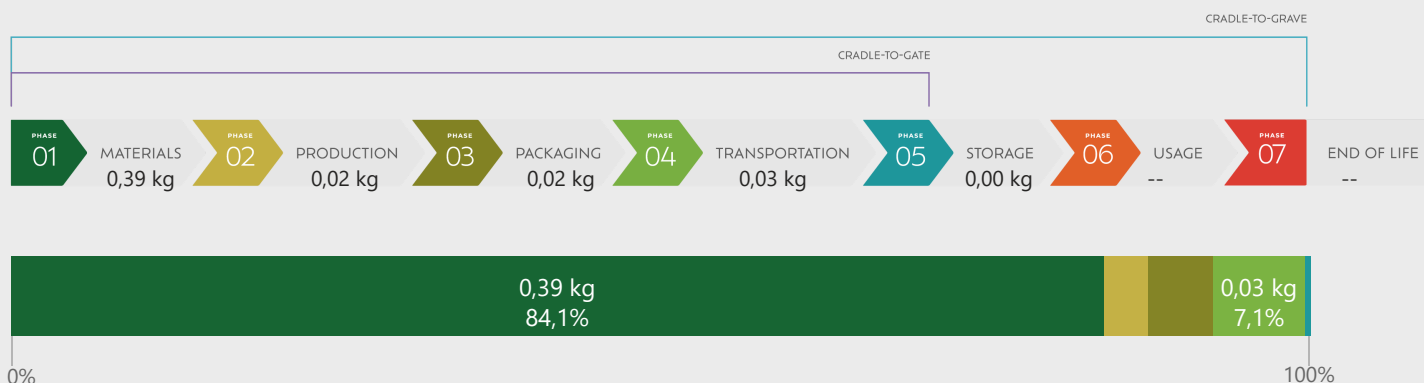 CRADLE-TO-GRAVE
CRADLE-TO-GATE
PHASE
01
MATERIALS
0,39 kg
PHASE
02
PRODUCTION
0,02 kg
PHASE
03
PACKAGING
0,02 kg
PHASE
04
TRANSPORTATION
0,03 kg
PHASE
05
STORAGE
0,00 kg
PHASE
06
USAGE
--
PHASE
07
END OF LIFE
--
0,39 kg
84,1%
0,03 kg
7,1%
0%
100%